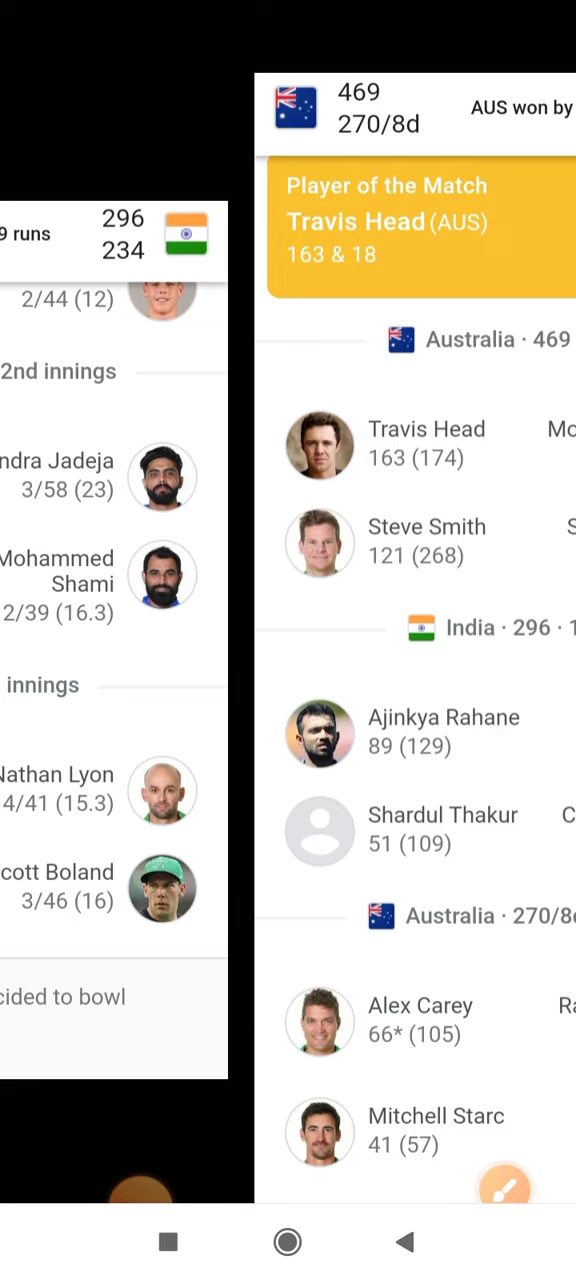 9 runs
296
234
2/44 (12)
2nd innings
ndra Jadeja
3/58 (23)
Mohammed
Shami
2/39 (16.3)
innings
Nathan Lyon
4/41 (15.3)
cott Boland
3/46 (16)
cided to bowl
469
270/8d
AUS won by
Player of the Match
Travis Head (AUS)
163 & 18
Australia · 469
Travis Head
163 (174)
Mo
Steve Smith
121 (268)
S
India · 296 · 1
Ajinkya Rahane
89 (129)
Shardul Thakur
51 (109)
C
Australia · 270/8d
Alex Carey
66* (105)
Ra
Mitchell Starc
41 (57)